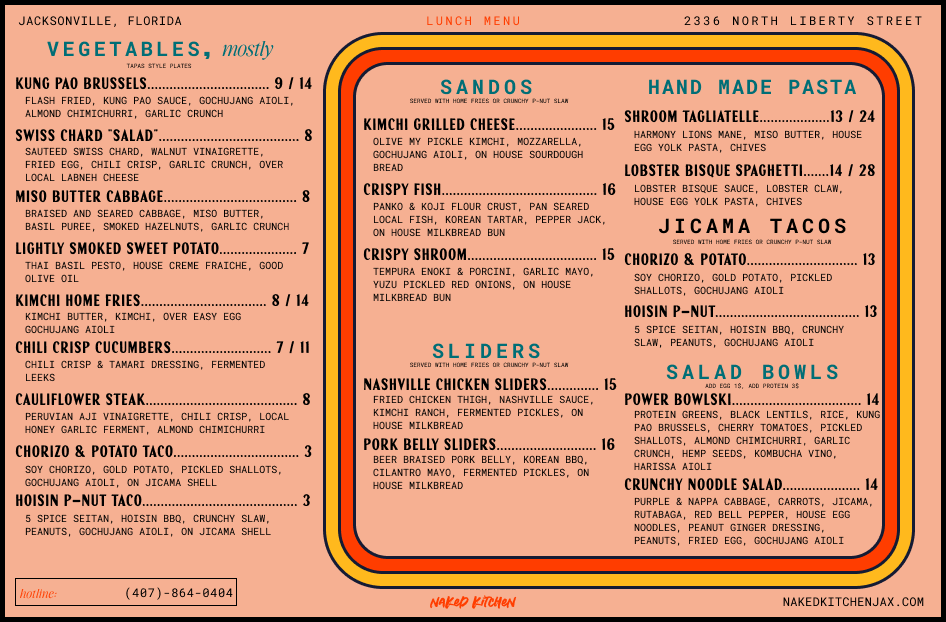 JACKSONVILLE, FLORIDA
LUNCH MENU
2336 NORTH LIBERTY STREET
VEGETABLES, mostly
TAPAS STYLE PLATES
KUNG PAO BRUSSELS................................ 9 / 14
FLASH FRIED, KUNG PAO SAUCE, GOCHUJANG AIOLI,
ALMOND CHIMICHURRI, GARLIC CRUNCH
SWISS CHARD "SALAD"..................................... 8
SAUTEED SWISS CHARD, WALNUT VINAIGRETTE,
FRIED EGG, CHILI CRISP, GARLIC CRUNCH, OVER
LOCAL LABNEH CHEESE
MISO BUTTER CABBAGE.................................... 8
BRAISED AND SEARED CABBAGE, MISO BUTTER,
BASIL PUREE, SMOKED HAZELNUTS, GARLIC CRUNCH
LIGHTLY SMOKED SWEET POTATO.................... 7
THAI BASIL PESTO, HOUSE CREME FRAICHE, GOOD
OLIVE OIL
KIMCHI HOME FRIES................................. 8 / 14
KIMCHI BUTTER, KIMCHI, OVER EASY EGG
GOCHUJANG AIOLI
CHILI CRISP CUCUMBERS.......................... 7 / 11
CHILI CRISP & TAMARI DRESSING, FERMENTED
LEEKS
CAULIFLOWER STEAK......................................... 8
PERUVIAN AJI VINAIGRETTE, CHILI CRISP, LOCAL
HONEY GARLIC FERMENT, ALMOND CHIMICHURRI
CHORIZO & POTATO TACO.................................. 3
SOY CHORIZO, GOLD POTATO, PICKLED SHALLOTS,
GOCHUJANG AIOLI, ON JICAMA SHELL
HOISIN P-NUT TACO......................................... 3
5 SPICE SEITAN, HOISIN BBQ, CRUNCHY SLAW,
PEANUTS, GOCHUJANG AIOLI, ON JICAMA SHELL
hotline: (407)-864-0404
SANDOS
SERVED WITH HOME FRIES OR CRUNCHY P-NUT SLAW
KIMCHI GRILLED CHEESE...................... 15
OLIVE MY PICKLE KIMCHI, MOZZARELLA,
GOCHUJANG AIOLI, ON HOUSE SOURDOUGH
BREAD
CRISPY FISH......................................... 16
PANKO & KOJI FLOUR CRUST, PAN SEARED
LOCAL FISH, KOREAN TARTAR, PEPPER JACK,
ON HOUSE MILKBREAD BUN
CRISPY SHROOM................................... 15
TEMPURA ENOKI & PORCINI, GARLIC MAYO,
YUZU PICKLED RED ONIONS, ON HOUSE
MILKBREAD BUN
SLIDERS
SERVED WITH HOME FRIES OR CRUNCHY P-NUT SLAW
NASHVILLE CHICKEN SLIDERS.............. 15
FRIED CHICKEN THIGH, NASHVILLE SAUCE,
KIMCHI RANCH, FERMENTED PICKLES, ON
HOUSE MILKBREAD
PORK BELLY SLIDERS.......................... 16
BEER BRAISED PORK BELLY, KOREAN BBQ,
CILANTRO MAYO, FERMENTED PICKLES, ON
HOUSE MILKBREAD
HAND MADE PASTA
SHROOM TAGLIATELLE..................13 / 24
HARMONY LIONS MANE, MISO BUTTER, HOUSE
EGG YOLK PASTA, CHIVES
LOBSTER BISQUE SPAGHETTI.......14 / 28
LOBSTER BISQUE SAUCE, LOBSTER CLAW,
HOUSE EGG YOLK PASTA, CHIVES
JICAMA TACOS
SERVED WITH HOME FRIES OR CRUNCHY P-NUT SLAW
CHORIZO & POTATO............................. 13
SOY CHORIZO, GOLD POTATO, PICKLED
SHALLOTS, GOCHUJANG AIOLI
HOISIN P-NUT...................................... 13
5 SPICE SEITAN, HOISIN BBQ, CRUNCHY
SLAW, PEANUTS, GOCHUJANG AIOLI
SALAD BOWLS
ADD EGG 1$, ADD PROTEIN 3$
POWER BOWLSKI.................................. 14
PROTEIN GREENS, BLACK LENTILS, RICE, KUNG
PAO BRUSSELS, CHERRY TOMATOES, PICKLED
SHALLOTS, ALMOND CHIMICHURRI, GARLIC
CRUNCH, HEMP SEEDS, KOMBUCHA VINO,
HARISSA AIOLI
CRUNCHY NOODLE SALAD.................... 14
PURPLE & NAPPA CABBAGE, CARROTS, JICAMA,
RUTABAGA, RED BELL PEPPER, HOUSE EGG
NOODLES, PEANUT GINGER DRESSING,
PEANUTS, FRIED EGG, GOCHUJANG AIOLI
NAKED KITCHEN
NAKEDKITCHENJAX.COM